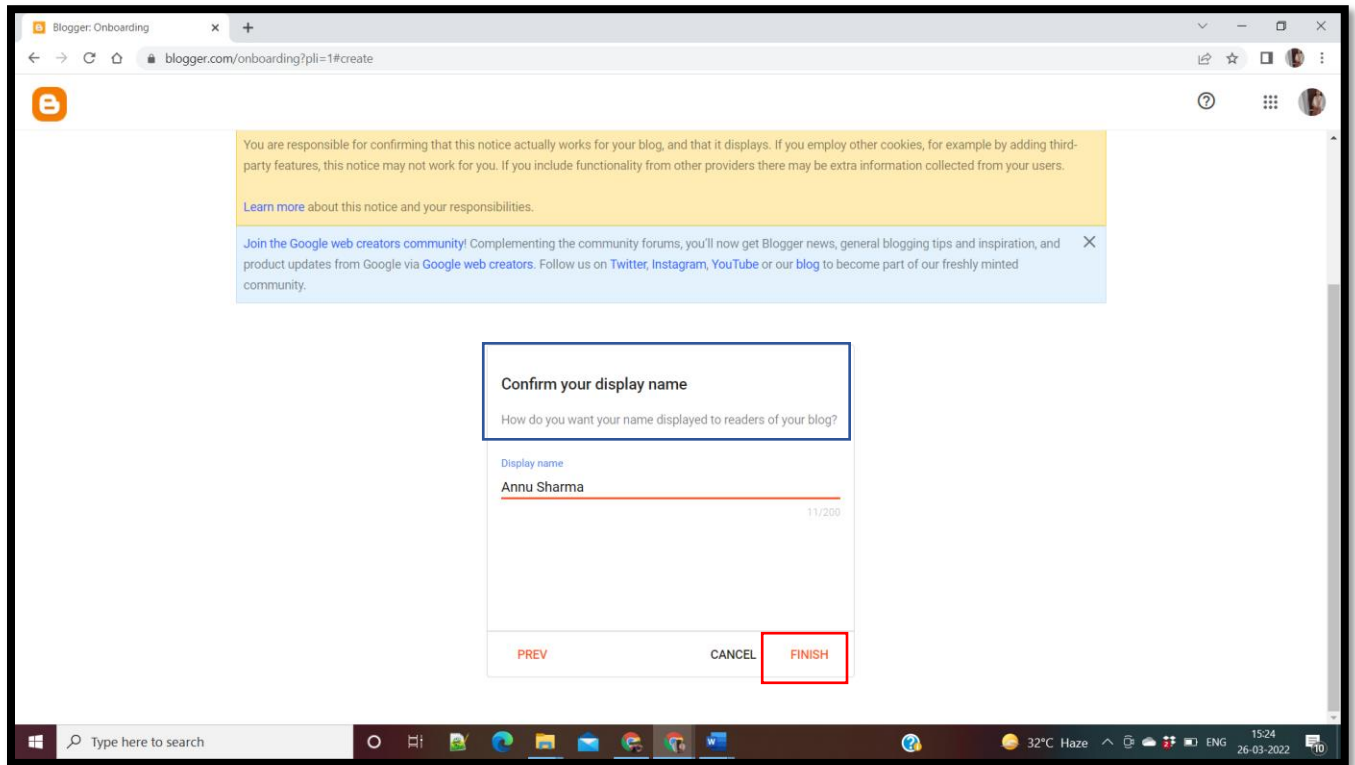 Blogger: Onboarding
blogger.com/onboarding?pli=1#create
You are responsible for confirming that this notice actually works for your blog, and that it displays. If you employ other cookies, for example by adding third-
party features, this notice may not work for you. If you include functionality from other providers there may be extra information collected from your users.
Learn more about this notice and your responsibilities.
Join the Google web creators community! Complementing the community forums, you'll now get Blogger news, general blogging tips and inspiration, and
product updates from Google via Google web creators. Follow us on Twitter, Instagram, YouTube or our blog to become part of our freshly minted
community.
Confirm your display name
How do you want your name displayed to readers of your blog?
Display name
Annu Sharma
11/200
PREV CANCEL FINISH
Type here to search
32°C Haze ENG
15:24
26-03-2022
10